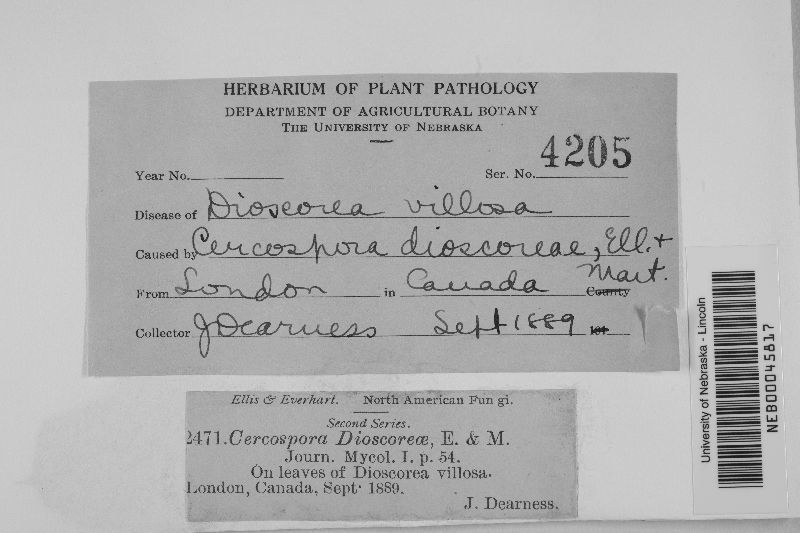 HERBARIUM OF PLANT PATHOLOGY
DEPARTMENT OF AGRICULTURAL BOTANY
THE UNIVERSITY OF NEBRASKA
Year No. Ser. No. 4205
Disease of Dioscorea villosa
Caused by Cercospora dioscoreae, Ell. + Mart.
From London in Canada County
Collector J Dearness Sept 1889
Ellis & Everhart. North American Fungi.
Second Series.
2471. Cercospora Dioscoreæ, E. & M.
Journ. Mycol. I. p. 54.
On leaves of Dioscorea villosa.
London, Canada, Sept. 1889.
J. Dearness.
University of Nebraska - Lincoln
NEB00045817